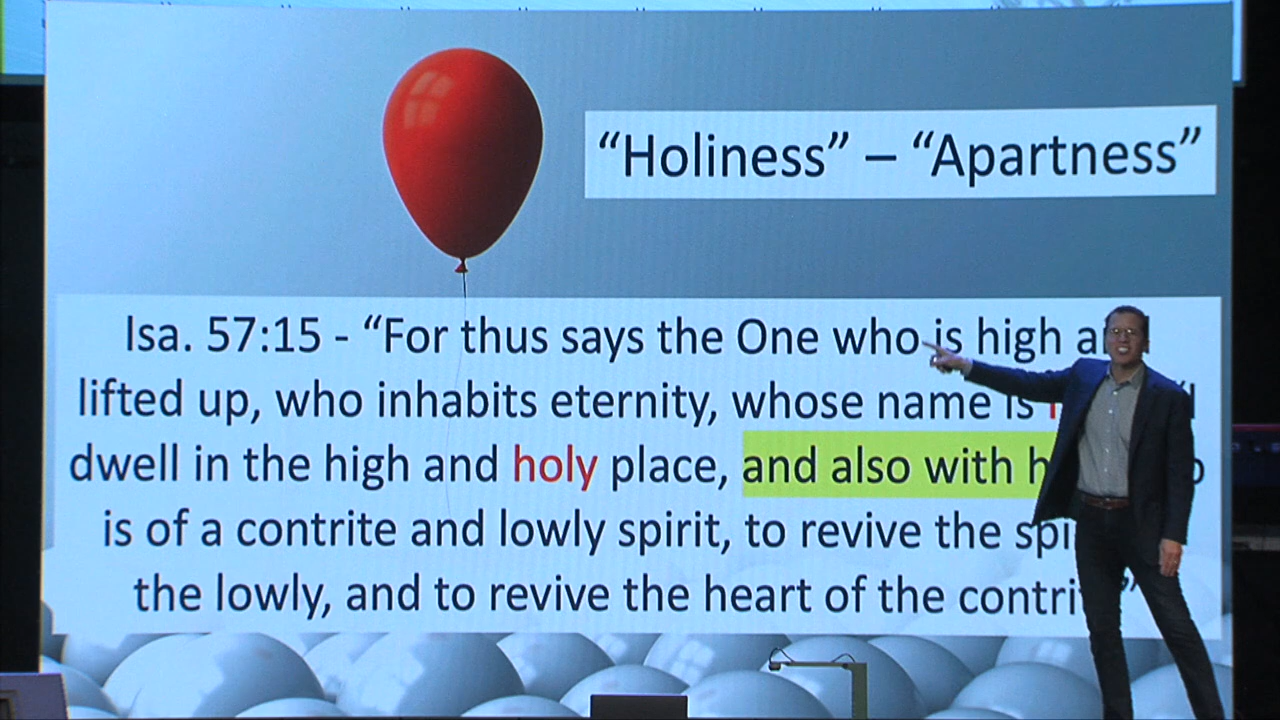 “Holiness” – “Apartness”
Isa. 57:15 - “For thus says the One who is high
lifted up, who inhabits eternity, whose name is
dwell in the high and holy place, and also with
is of a contrite and lowly spirit, to revive the
the lowly, and to revive the heart of the